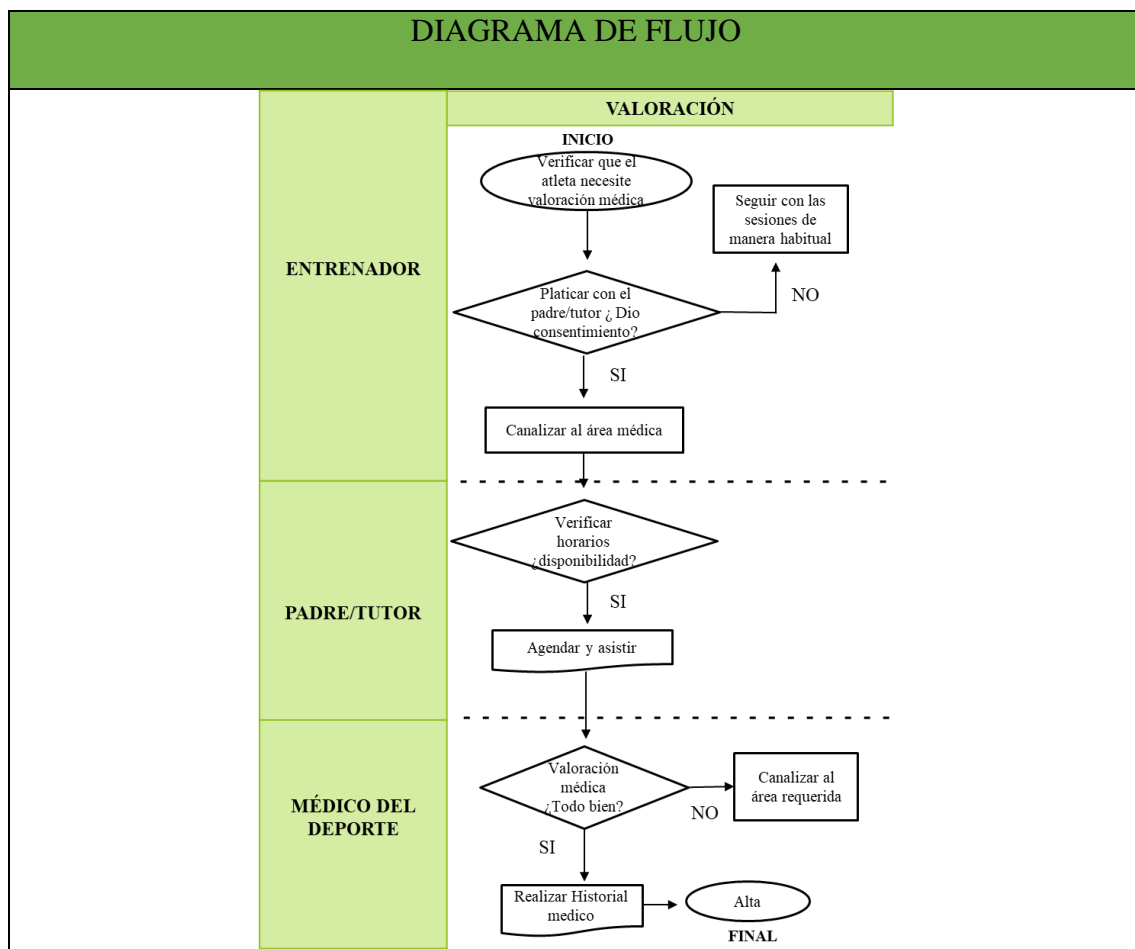 DIAGRAMA DE FLUJO
VALORACIÓN
INICIO
Verificar que el
atleta necesite
valoración médica
Seguir con las
sesiones de
manera habitual
ENTRENADOR
Platicar con el
padre/tutor ¿ Dio
consentimiento?
NO
SI
Canalizar al área médica
Verificar
horarios
¿disponibilidad?
SI
PADRE/TUTOR
Agendar y asistir
Valoración
médica
¿Todo bien?
Canalizar al
área requerida
MÉDICO DEL
DEPORTE
NO
SI
Realizar Historial
medico
Alta
FINAL